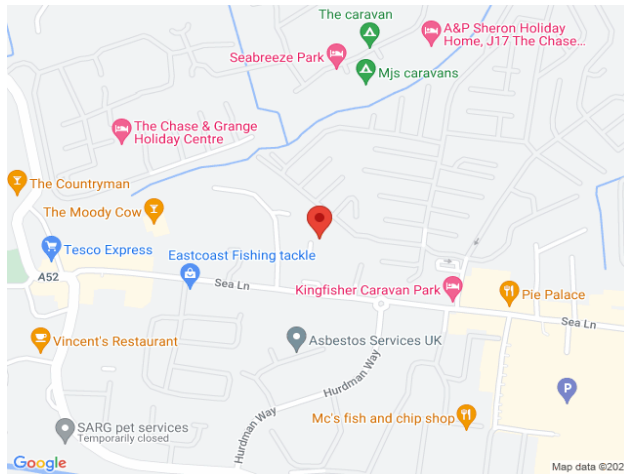 The caravan
A&P Sheron Holiday
Home, J17 The Chase...
Seabreeze Park
Mjs caravans
The Chase & Grange
Holiday Centre
The Countryman
The Moody Cow
Tesco Express
Eastcoast Fishing tackle
A52
Sea Ln
Kingfisher Caravan Park
Pie Palace
Sea Ln
Vincent's Restaurant
Asbestos Services UK
Hurdman Way
P
Mc's fish and chip shop
Hurdman Way
SARG pet services
Temporarily closed
Google
Map data ©202